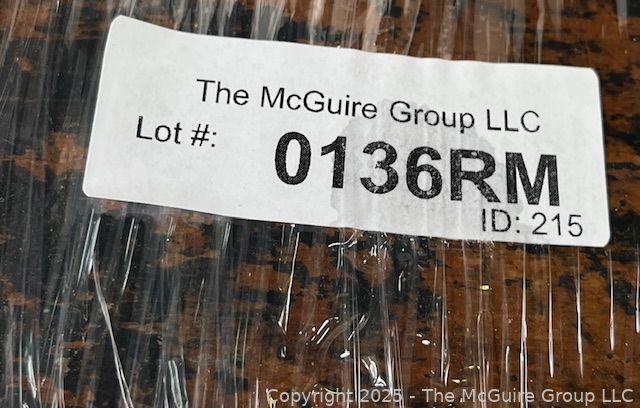 The McGuire Group LLC
Lot #:
0136RM
ID: 215
Copyright 2025 - The McGuire Group LLC